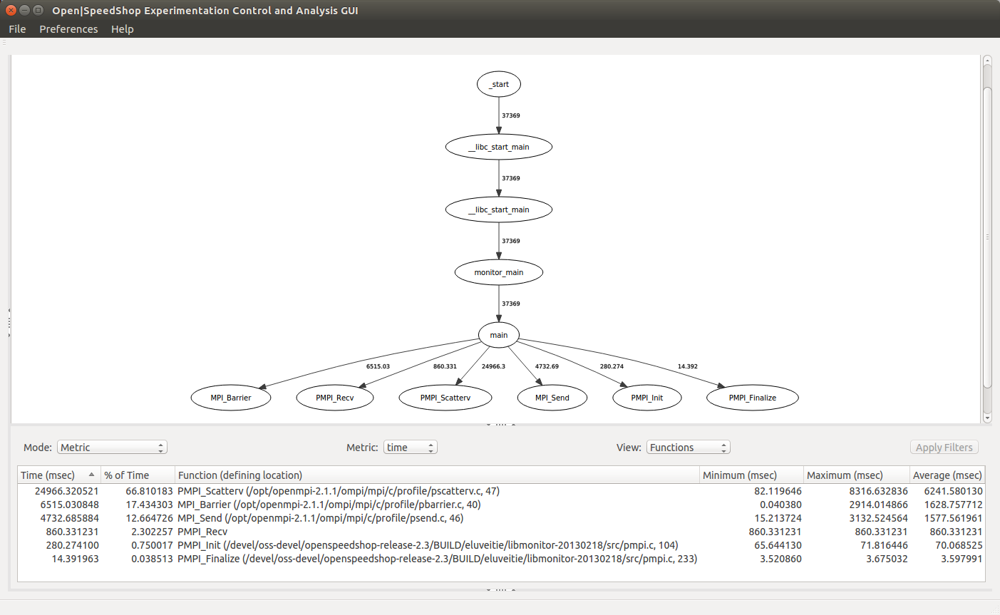 Open|SpeedShop Experimentation Control and Analysis GUI
File Preferences Help
_start
37369
__libc_start_main
37369
__libc_start_main
37369
monitor_main
37369
main
6515.03 860.331 24966.3 4732.69 280.274 14.392
MPI_Barrier PMPI_Recv PMPI_Scatterv MPI_Send PMPI_Init PMPI_Finalize
Mode: Metric Metric: time View: Functions Apply Filters
Time (msec) % of Time Function (defining location) Minimum (msec) Maximum (msec) Average (msec)
24966.320521 66.810183 PMPI_Scatterv (/opt/openmpi-2.1.1/ompi/mpi/c/profile/pscatterv.c, 47) 82.119646 8316.632836 6241.580130
6515.030848 17.434303 MPI_Barrier (/opt/openmpi-2.1.1/ompi/mpi/c/profile/pbarrier.c, 40) 0.040380 2914.014866 1628.757712
4732.685884 12.664726 MPI_Send (/opt/openmpi-2.1.1/ompi/mpi/c/profile/psend.c, 46) 15.213724 3132.524564 1577.561961
860.331231 2.302257 PMPI_Recv 860.331231 860.331231 860.331231
280.274100 0.750017 PMPI_Init (/devel/oss-devel/openspeedshop-release-2.3/BUILD/eluveitie/libmonitor-20130218/src/pmpi.c, 104) 65.644130 71.816446 70.068525
14.391963 0.038513 PMPI_Finalize (/devel/oss-devel/openspeedshop-release-2.3/BUILD/eluveitie/libmonitor-20130218/src/pmpi.c, 233) 3.520860 3.675032 3.597991